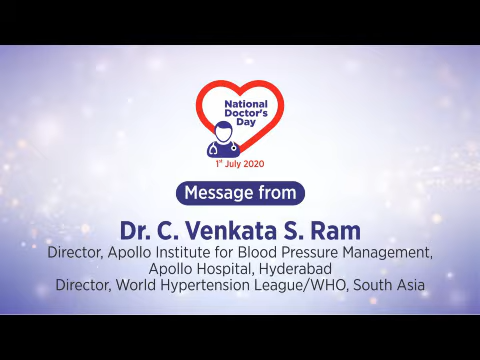 National
Doctor's
Day
1st July 2020
Message from
Dr. C. Venkata S. Ram
Director, Apollo Institute for Blood Pressure Management,
Apollo Hospital, Hyderabad
Director, World Hypertension League/WHO, South Asia